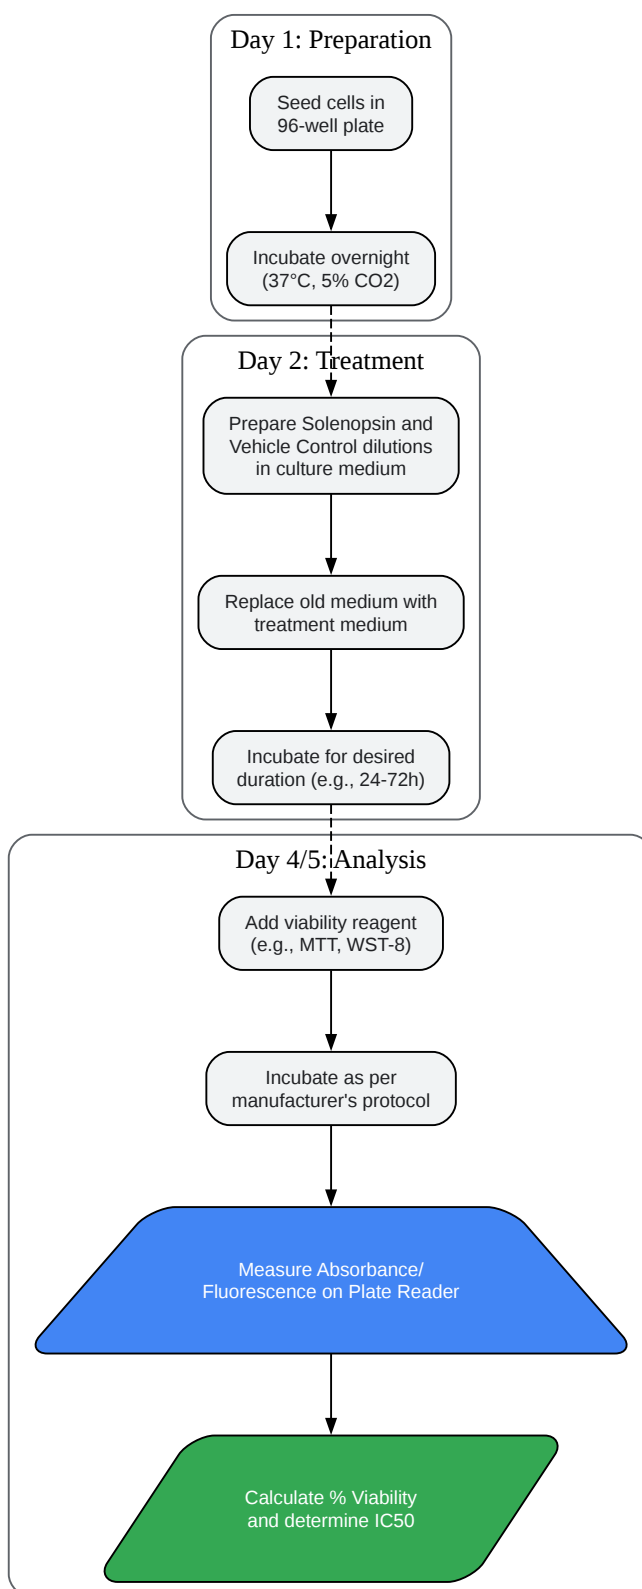 Day 1: Preparation
Seed cells in
96-well plate
Incubate overnight
(37°C, 5% CO2)
Day 2: Treatment
Prepare Solenopsin and
Vehicle Control dilutions
in culture medium
Replace old medium with
treatment medium
Incubate for desired
duration (e.g., 24-72h)
Day 4/5: Analysis
Add viability reagent
(e.g., MTT, WST-8)
Incubate as per
manufacturer's protocol
Measure Absorbance/
Fluorescence on Plate Reader
Calculate % Viability
and determine IC50